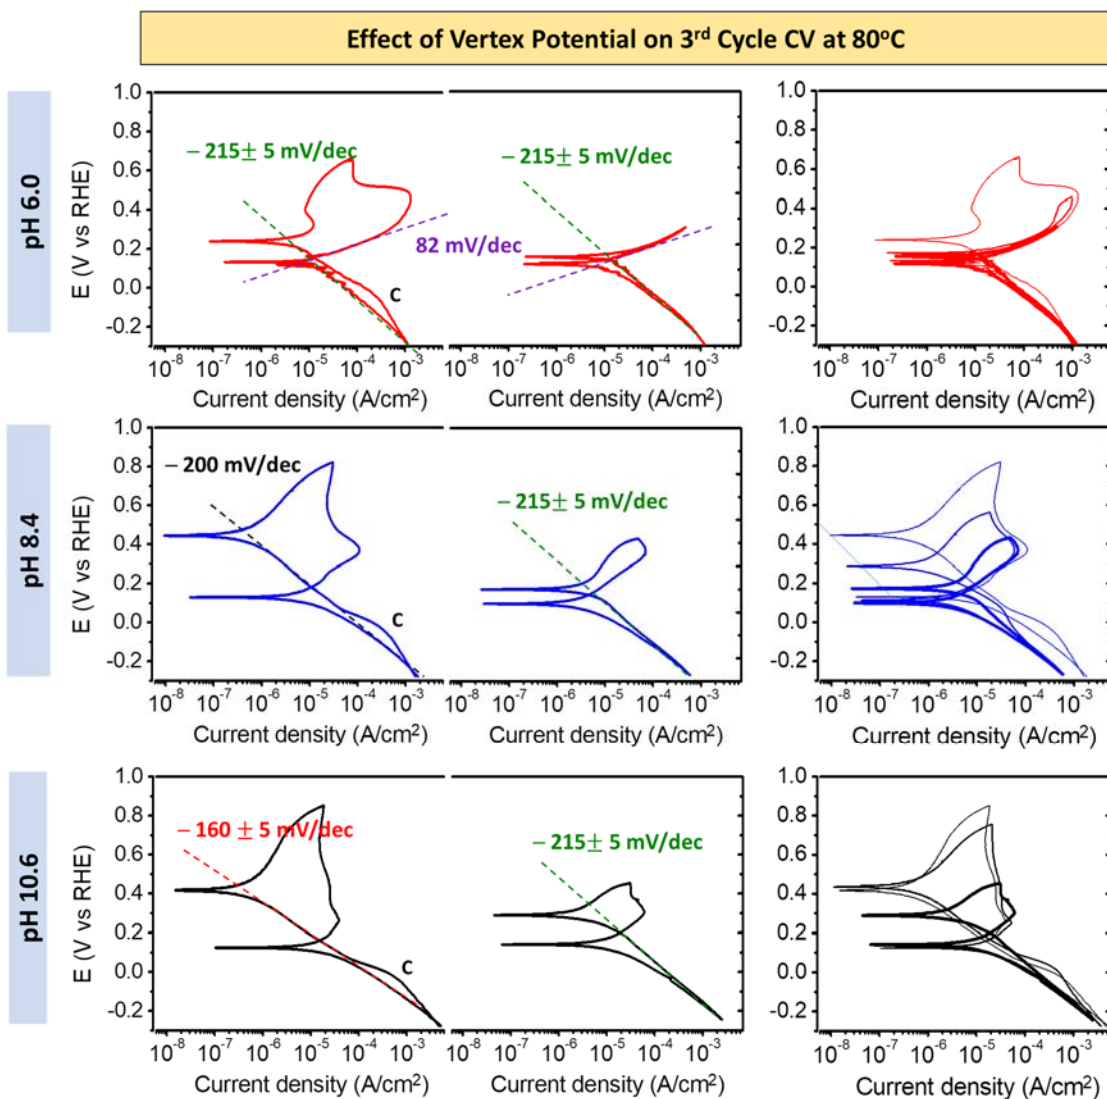 Effect of Vertex Potential on 3rd Cycle CV at 80°C
pH 6.0
E (V vs RHE)
1.0
0.8
0.6
0.4
0.2
0.0
-0.2
− 215± 5 mV/dec
82 mV/dec
C
− 215± 5 mV/dec
1.0
0.8
0.6
0.4
0.2
0.0
-0.2
10-8 10-7 10-6 10-5 10-4 10-3
Current density (A/cm2)
10-8 10-7 10-6 10-5 10-4 10-3
Current density (A/cm2)
10-8 10-7 10-6 10-5 10-4 10-3
Current density (A/cm2)
pH 8.4
E (V vs RHE)
1.0
0.8
0.6
0.4
0.2
0.0
-0.2
− 200 mV/dec
C
− 215± 5 mV/dec
1.0
0.8
0.6
0.4
0.2
0.0
-0.2
10-8 10-7 10-6 10-5 10-4 10-3
Current density (A/cm2)
10-8 10-7 10-6 10-5 10-4 10-3
Current density (A/cm2)
10-8 10-7 10-6 10-5 10-4 10-3
Current density (A/cm2)
pH 10.6
E (V vs RHE)
1.0
0.8
0.6
0.4
0.2
0.0
-0.2
− 160 ± 5 mV/dec
C
− 215± 5 mV/dec
1.0
0.8
0.6
0.4
0.2
0.0
-0.2
10-8 10-7 10-6 10-5 10-4 10-3
Current density (A/cm2)
10-8 10-7 10-6 10-5 10-4 10-3
Current density (A/cm2)
10-8 10-7 10-6 10-5 10-4 10-3
Current density (A/cm2)